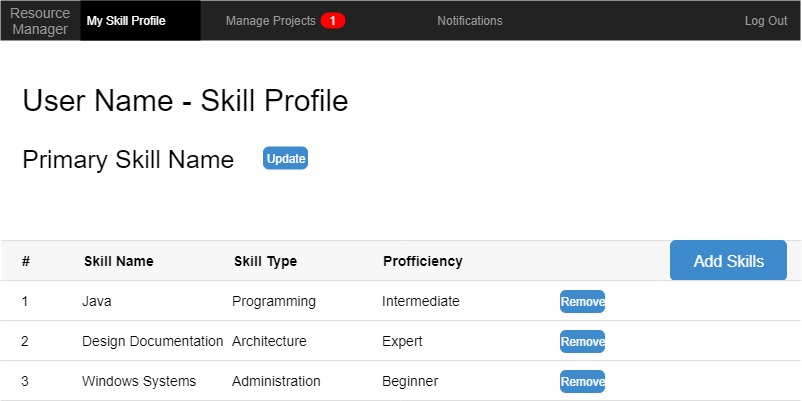 Resource
Manager
My Skill Profile Manage Projects 1 Notifications Log Out
User Name - Skill Profile
Primary Skill Name Update
# Skill Name Skill Type Profficiency Add Skills
1 Java Programming Intermediate Remove
2 Design Documentation Architecture Expert Remove
3 Windows Systems Administration Beginner Remove